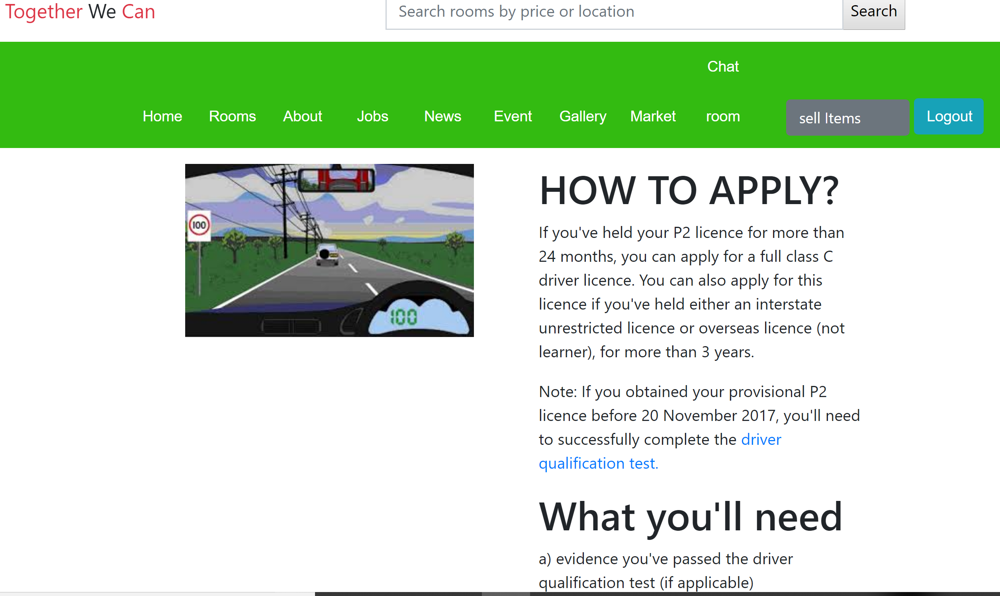 Together We Can
Search rooms by price or location
Search
Chat
Home Rooms About Jobs News Event Gallery Market room
sell Items
Logout
100
100
HOW TO APPLY?
If you've held your P2 licence for more than
24 months, you can apply for a full class C
driver licence. You can also apply for this
licence if you've held either an interstate
unrestricted licence or overseas licence (not
learner), for more than 3 years.
Note: If you obtained your provisional P2
licence before 20 November 2017, you'll need
to successfully complete the driver
qualification test.
What you'll need
a) evidence you've passed the driver
qualification test (if applicable)